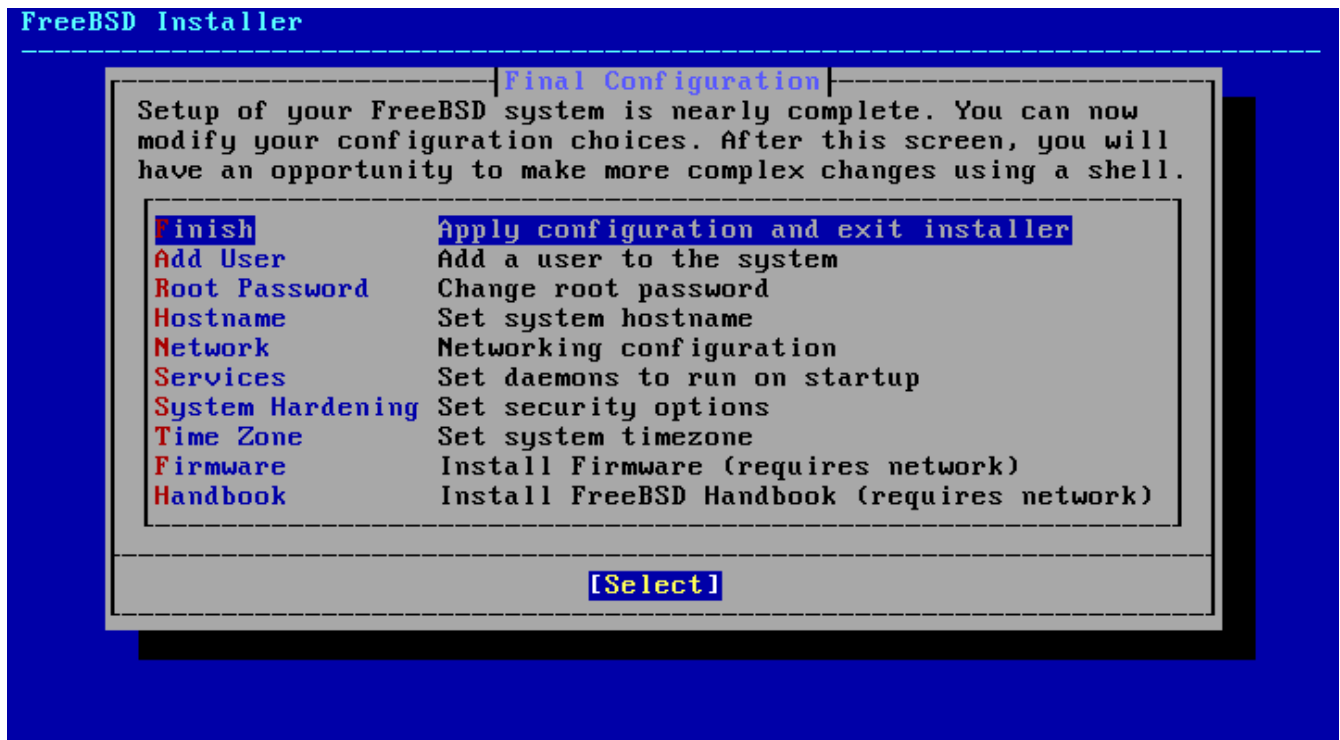 FreeBSD Installer
Final Configuration
Setup of your FreeBSD system is nearly complete. You can now
modify your configuration choices. After this screen, you will
have an opportunity to make more complex changes using a shell.
Finish Apply configuration and exit installer
Add User Add a user to the system
Root Password Change root password
Hostname Set system hostname
Network Networking configuration
Services Set daemons to run on startup
System Hardening Set security options
Time Zone Set system timezone
Firmware Install Firmware (requires network)
Handbook Install FreeBSD Handbook (requires network)
[Select]